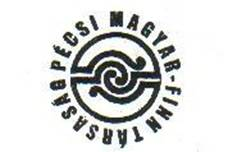 PÉCSI MAGYAR-FINN TÁRSASÁG